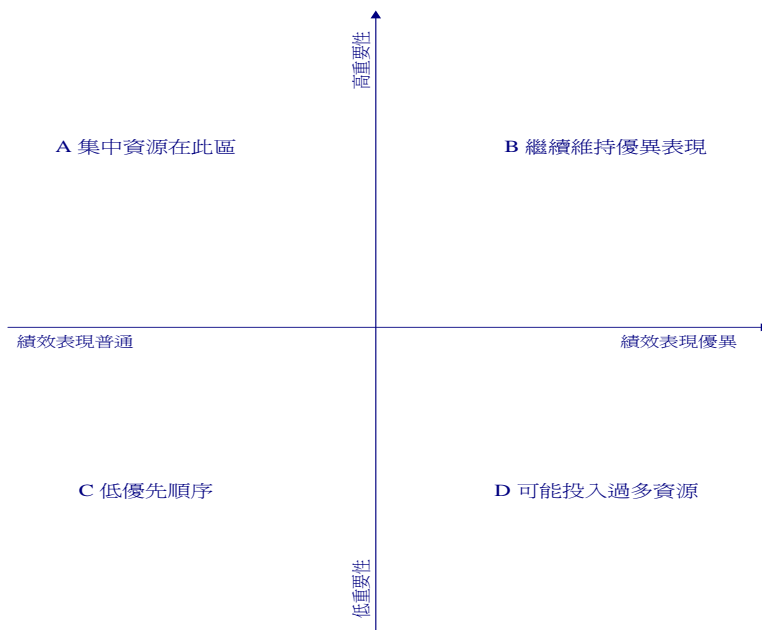 高重要性
A 集中資源在此區
B 繼續維持優異表現
績效表現普通
績效表現優異
C 低優先順序
D 可能投入過多資源
低重要性